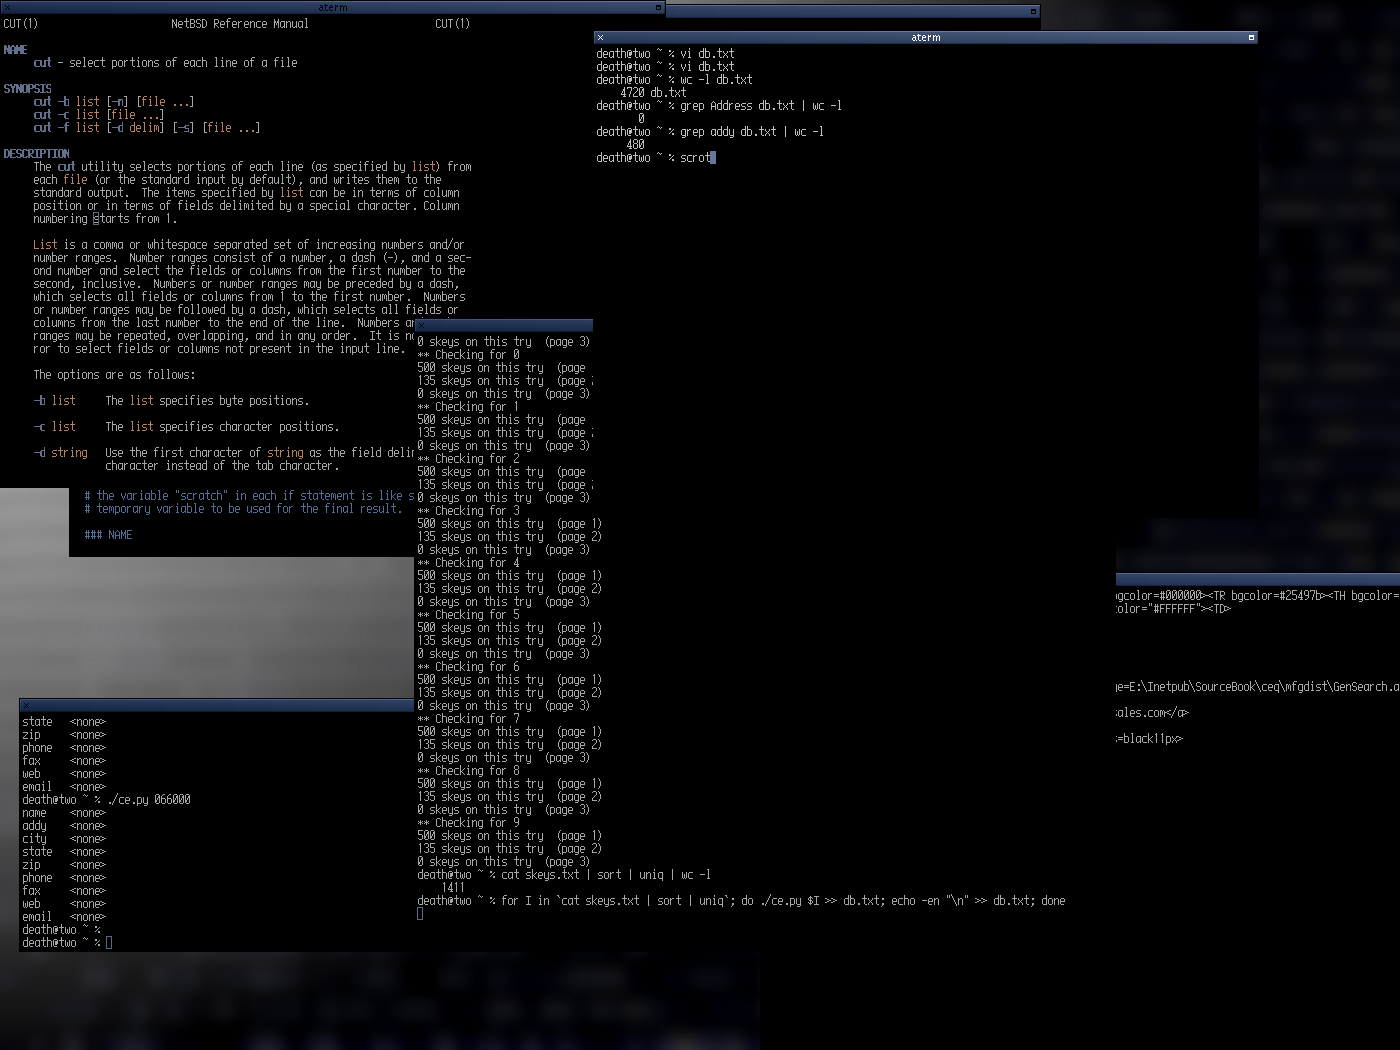 aterm
CUT(1) NetBSD Reference Manual CUT(1)
NAME
cut - select portions of each line of a file
SYNOPSIS
cut -b list [-n] [file ...]
cut -c list [file ...]
cut -f list [-d delim] [-s] [file ...]
DESCRIPTION
The cut utility selects portions of each line (as specified by list) from
each file (or the standard input by default), and writes them to the
standard output. The items specified by list can be in terms of column
position or in terms of fields delimited by a special character. Column
numbering starts from 1.
List is a comma or whitespace separated set of increasing numbers and/or
number ranges. Number ranges consist of a number, a dash (-), and a sec-
ond number and select the fields or columns from the first number to the
second, inclusive. Numbers or number ranges may be preceded by a dash,
which selects all fields or columns from 1 to the first number. Numbers
or number ranges may be followed by a dash, which selects all fields or
columns from the last number to the end of the line. Numbers a
ranges may be repeated, overlapping, and in any order. It is n
ror to select fields or columns not present in the input line.
The options are as follows:
-b list The list specifies byte positions.
-c list The list specifies character positions.
-d string Use the first character of string as the field deli
character instead of the tab character.
# the variable "scratch" in each if statement is like s
# temporary variable to be used for the final result.
### NAME
aterm
death@two ~ % vi db.txt
death@two ~ % vi db.txt
death@two ~ % wc -l db.txt
4720 db.txt
death@two ~ % grep Address db.txt | wc -l
0
death@two ~ % grep addy db.txt | wc -l
480
death@two ~ % scrot
0 skeys on this try (page 3)
** Checking for 0
500 skeys on this try (page
135 skeys on this try (page
0 skeys on this try (page 3)
** Checking for 1
500 skeys on this try (page
135 skeys on this try (page
0 skeys on this try (page 3)
** Checking for 2
500 skeys on this try (page
135 skeys on this try (page
0 skeys on this try (page 3)
** Checking for 3
500 skeys on this try (page 1)
135 skeys on this try (page 2)
0 skeys on this try (page 3)
** Checking for 4
500 skeys on this try (page 1)
135 skeys on this try (page 2)
0 skeys on this try (page 3)
** Checking for 5
500 skeys on this try (page 1)
135 skeys on this try (page 2)
0 skeys on this try (page 3)
** Checking for 6
500 skeys on this try (page 1)
135 skeys on this try (page 2)
0 skeys on this try (page 3)
** Checking for 7
500 skeys on this try (page 1)
135 skeys on this try (page 2)
0 skeys on this try (page 3)
** Checking for 8
500 skeys on this try (page 1)
135 skeys on this try (page 2)
0 skeys on this try (page 3)
** Checking for 9
500 skeys on this try (page 1)
135 skeys on this try (page 2)
0 skeys on this try (page 3)
death@two ~ % cat skeys.txt | sort | uniq | wc -l
1411
death@two ~ % for I in `cat skeys.txt | sort | uniq`; do ./ce.py $I >> db.txt; echo -en "\n" >> db.txt; done
gcolor=#000000><TR bgcolor=#25497b><TH bgcolor=
color="#FFFFFF"><TD>
ge=E:\Inetpub\SourceBook\ceq\mfgdist\GenSearch.a
ales.com</a>
=black11px>
state <none>
zip <none>
phone <none>
fax <none>
web <none>
email <none>
death@two ~ % ./ce.py 066000
name <none>
addy <none>
city <none>
state <none>
zip <none>
phone <none>
fax <none>
web <none>
email <none>
death@two ~ %
death@two ~ %